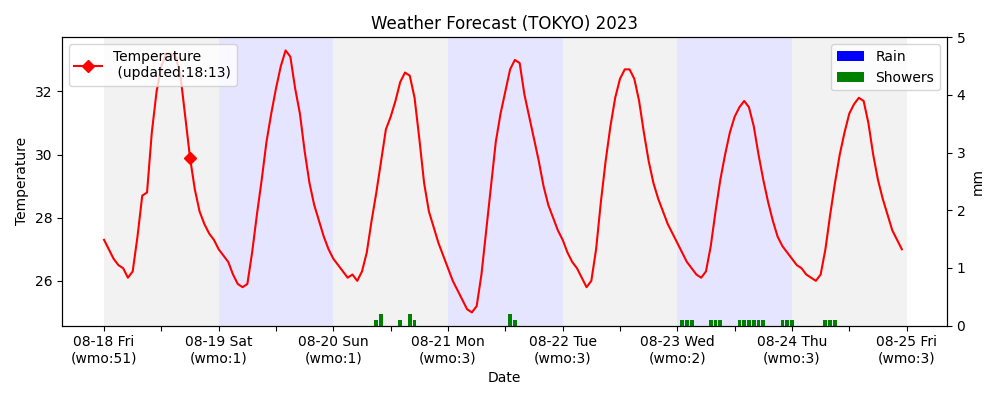 Weather Forecast (TOKYO) 2023
Temperature
(updated:18:13)
Rain
Showers
Temperature
32
30
28
26
5
4
3
2
1
0
mm
08-18 Fri 08-19 Sat 08-20 Sun 08-21 Mon 08-22 Tue 08-23 Wed 08-24 Thu 08-25 Fri
(wmo:51) (wmo:1) (wmo:1) (wmo:3) (wmo:3) (wmo:2) (wmo:3) (wmo:3)
Date